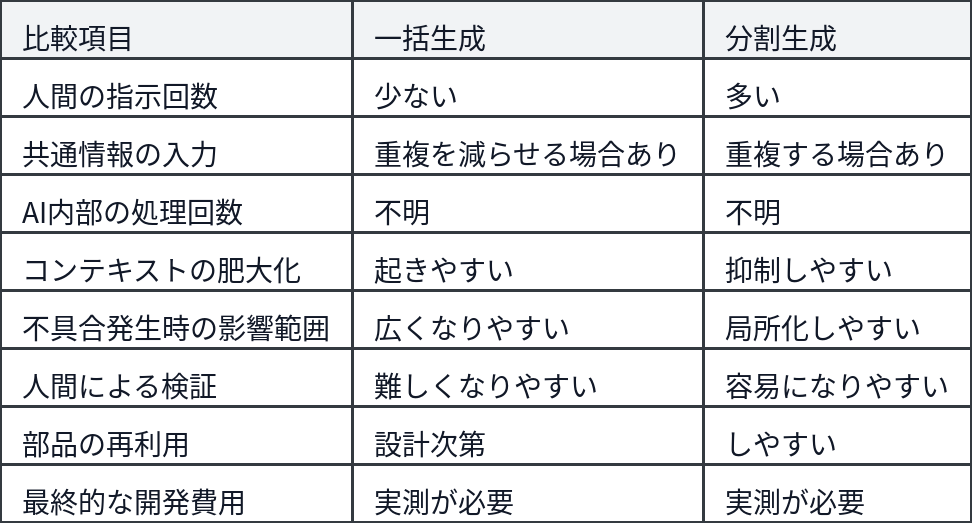 比較項目 一括生成 分割生成
人間の指示回数 少ない 多い
共通情報の入力 重複を減らせる場合あり 重複する場合あり
AI内部の処理回数 不明 不明
コンテキストの肥大化 起きやすい 抑制しやすい
不具合発生時の影響範囲 広くなりやすい 局所化しやすい
人間による検証 難しくなりやすい 容易になりやすい
部品の再利用 設計次第 しやすい
最終的な開発費用 実測が必要 実測が必要